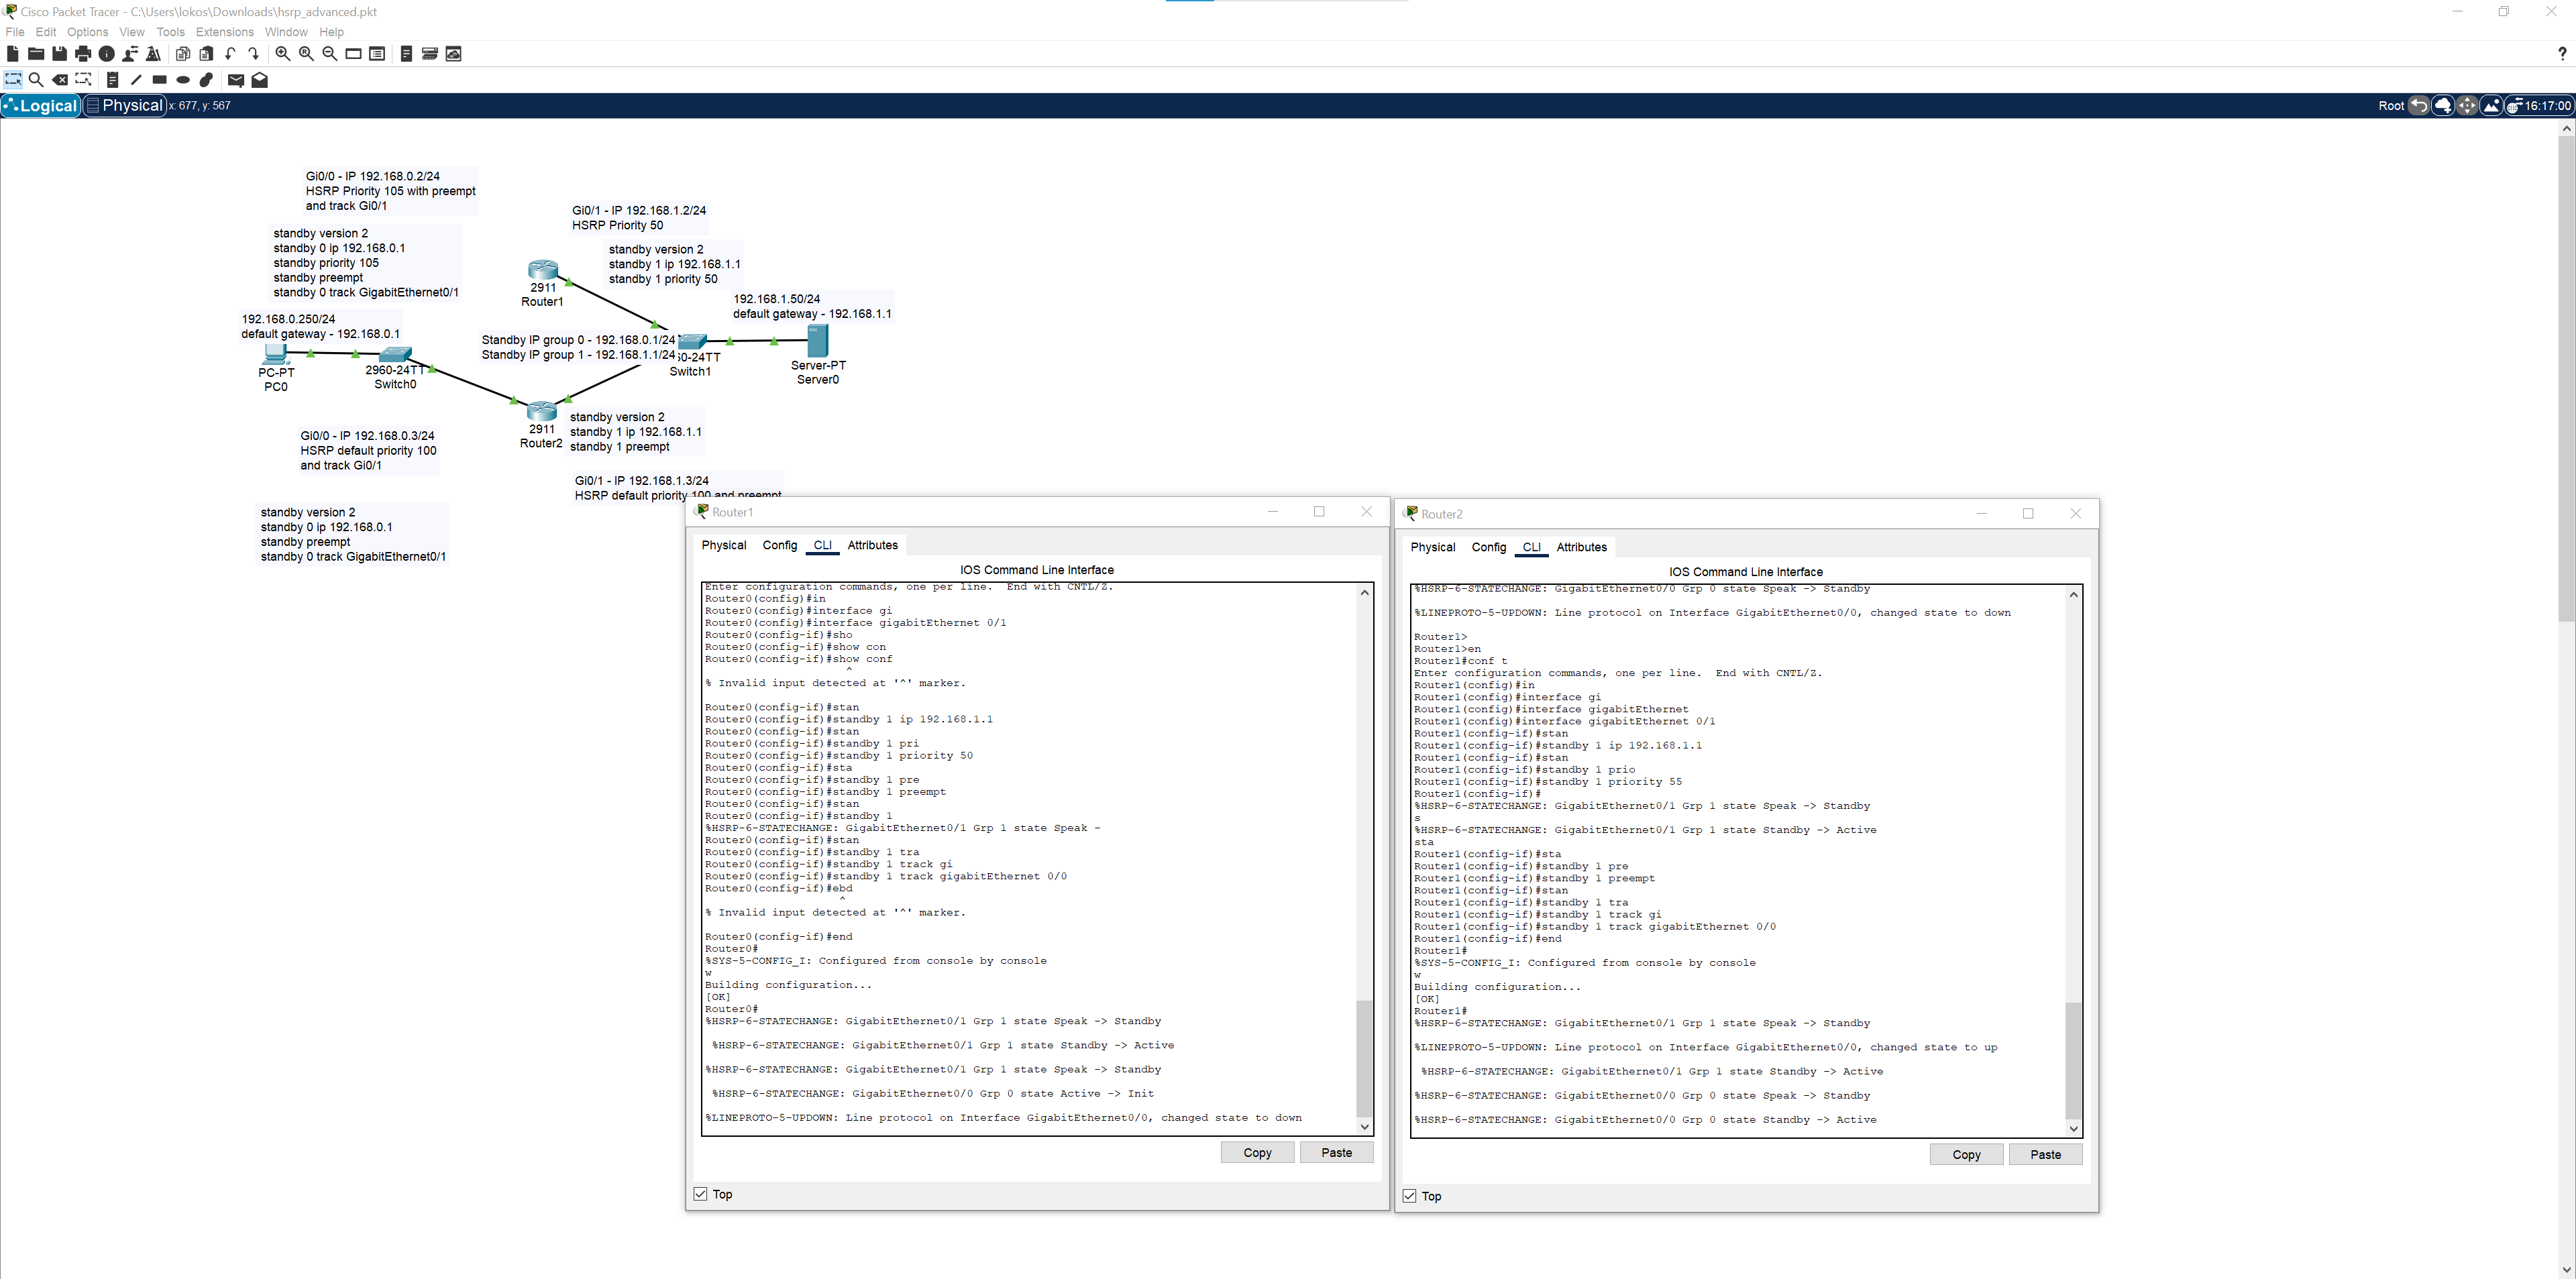 Cisco Packet Tracer - C:\Users\lokos\Downloads\hsrp_advanced.pkt
File Edit Options View Tools Extensions Window Help
?
Logical Physical x: 677, y: 567
Root 16:17:00
Gi0/0 - IP 192.168.0.2/24
HSRP Priority 105 with preempt
and track Gi0/1
standby version 2
standby 0 ip 192.168.0.1
standby priority 105
standby preempt
standby 0 track GigabitEthernet0/1
Gi0/1 - IP 192.168.1.2/24
HSRP Priority 50
standby version 2
standby 1 ip 192.168.1.1
standby 1 priority 50
2911
Router1
192.168.1.50/24
default gateway - 192.168.1.1
192.168.0.250/24
default gateway - 192.168.0.1
Standby IP group 0 - 192.168.0.1/24
Standby IP group 1 - 192.168.1.1/24
PC-PT
PC0
2960-24TT
Switch0
60-24TT
Switch1
Server-PT
Server0
2911
Router2
standby version 2
standby 1 ip 192.168.1.1
standby 1 preempt
Gi0/0 - IP 192.168.0.3/24
HSRP default priority 100
and track Gi0/1
Gi0/1 - IP 192.168.1.3/24
HSRP default priority 100 and preempt
standby version 2
standby 0 ip 192.168.0.1
standby preempt
standby 0 track GigabitEthernet0/1
Router1
Physical Config CLI Attributes
IOS Command Line Interface
Enter configuration commands, one per line. End with CNTL/Z.
Router0(config)#in
Router0(config)#interface gi
Router0(config)#interface gigabitEthernet 0/1
Router0(config-if)#sho
Router0(config-if)#show con
Router0(config-if)#show conf
^
% Invalid input detected at '^' marker.
Router0(config-if)#stan
Router0(config-if)#standby 1 ip 192.168.1.1
Router0(config-if)#stan
Router0(config-if)#standby 1 pri
Router0(config-if)#standby 1 priority 50
Router0(config-if)#sta
Router0(config-if)#standby 1 pre
Router0(config-if)#standby 1 preempt
Router0(config-if)#stan
Router0(config-if)#standby 1
%HSRP-6-STATECHANGE: GigabitEthernet0/1 Grp 1 state Speak -
Router0(config-if)#stan
Router0(config-if)#standby 1 tra
Router0(config-if)#standby 1 track gi
Router0(config-if)#standby 1 track gigabitEthernet 0/0
Router0(config-if)#ebd
^
% Invalid input detected at '^' marker.
Router0(config-if)#end
Router0#
%SYS-5-CONFIG_I: Configured from console by console
w
Building configuration...
[OK]
Router0#
%HSRP-6-STATECHANGE: GigabitEthernet0/1 Grp 1 state Speak -> Standby
%HSRP-6-STATECHANGE: GigabitEthernet0/1 Grp 1 state Standby -> Active
%HSRP-6-STATECHANGE: GigabitEthernet0/1 Grp 1 state Speak -> Standby
%HSRP-6-STATECHANGE: GigabitEthernet0/0 Grp 0 state Active -> Init
%LINEPROTO-5-UPDOWN: Line protocol on Interface GigabitEthernet0/0, changed state to down
Copy Paste
Top
Router2
Physical Config CLI Attributes
IOS Command Line Interface
%HSRP-6-STATECHANGE: GigabitEthernet0/0 Grp 0 state Speak -> Standby
%LINEPROTO-5-UPDOWN: Line protocol on Interface GigabitEthernet0/0, changed state to down
Router1>
Router1>en
Router1#conf t
Enter configuration commands, one per line. End with CNTL/Z.
Router1(config)#in
Router1(config)#interface gi
Router1(config)#interface gigabitEthernet
Router1(config)#interface gigabitEthernet 0/1
Router1(config-if)#stan
Router1(config-if)#standby 1 ip 192.168.1.1
Router1(config-if)#stan
Router1(config-if)#standby 1 prio
Router1(config-if)#standby 1 priority 55
Router1(config-if)#
%HSRP-6-STATECHANGE: GigabitEthernet0/1 Grp 1 state Speak -> Standby
s
%HSRP-6-STATECHANGE: GigabitEthernet0/1 Grp 1 state Standby -> Active
sta
Router1(config-if)#sta
Router1(config-if)#standby 1 pre
Router1(config-if)#standby 1 preempt
Router1(config-if)#stan
Router1(config-if)#standby 1 tra
Router1(config-if)#standby 1 track gi
Router1(config-if)#standby 1 track gigabitEthernet 0/0
Router1(config-if)#end
Router1#
%SYS-5-CONFIG_I: Configured from console by console
w
Building configuration...
[OK]
Router1#
%HSRP-6-STATECHANGE: GigabitEthernet0/1 Grp 1 state Speak -> Standby
%LINEPROTO-5-UPDOWN: Line protocol on Interface GigabitEthernet0/0, changed state to up
%HSRP-6-STATECHANGE: GigabitEthernet0/1 Grp 1 state Standby -> Active
%HSRP-6-STATECHANGE: GigabitEthernet0/0 Grp 0 state Speak -> Standby
%HSRP-6-STATECHANGE: GigabitEthernet0/0 Grp 0 state Standby -> Active
Copy Paste
Top